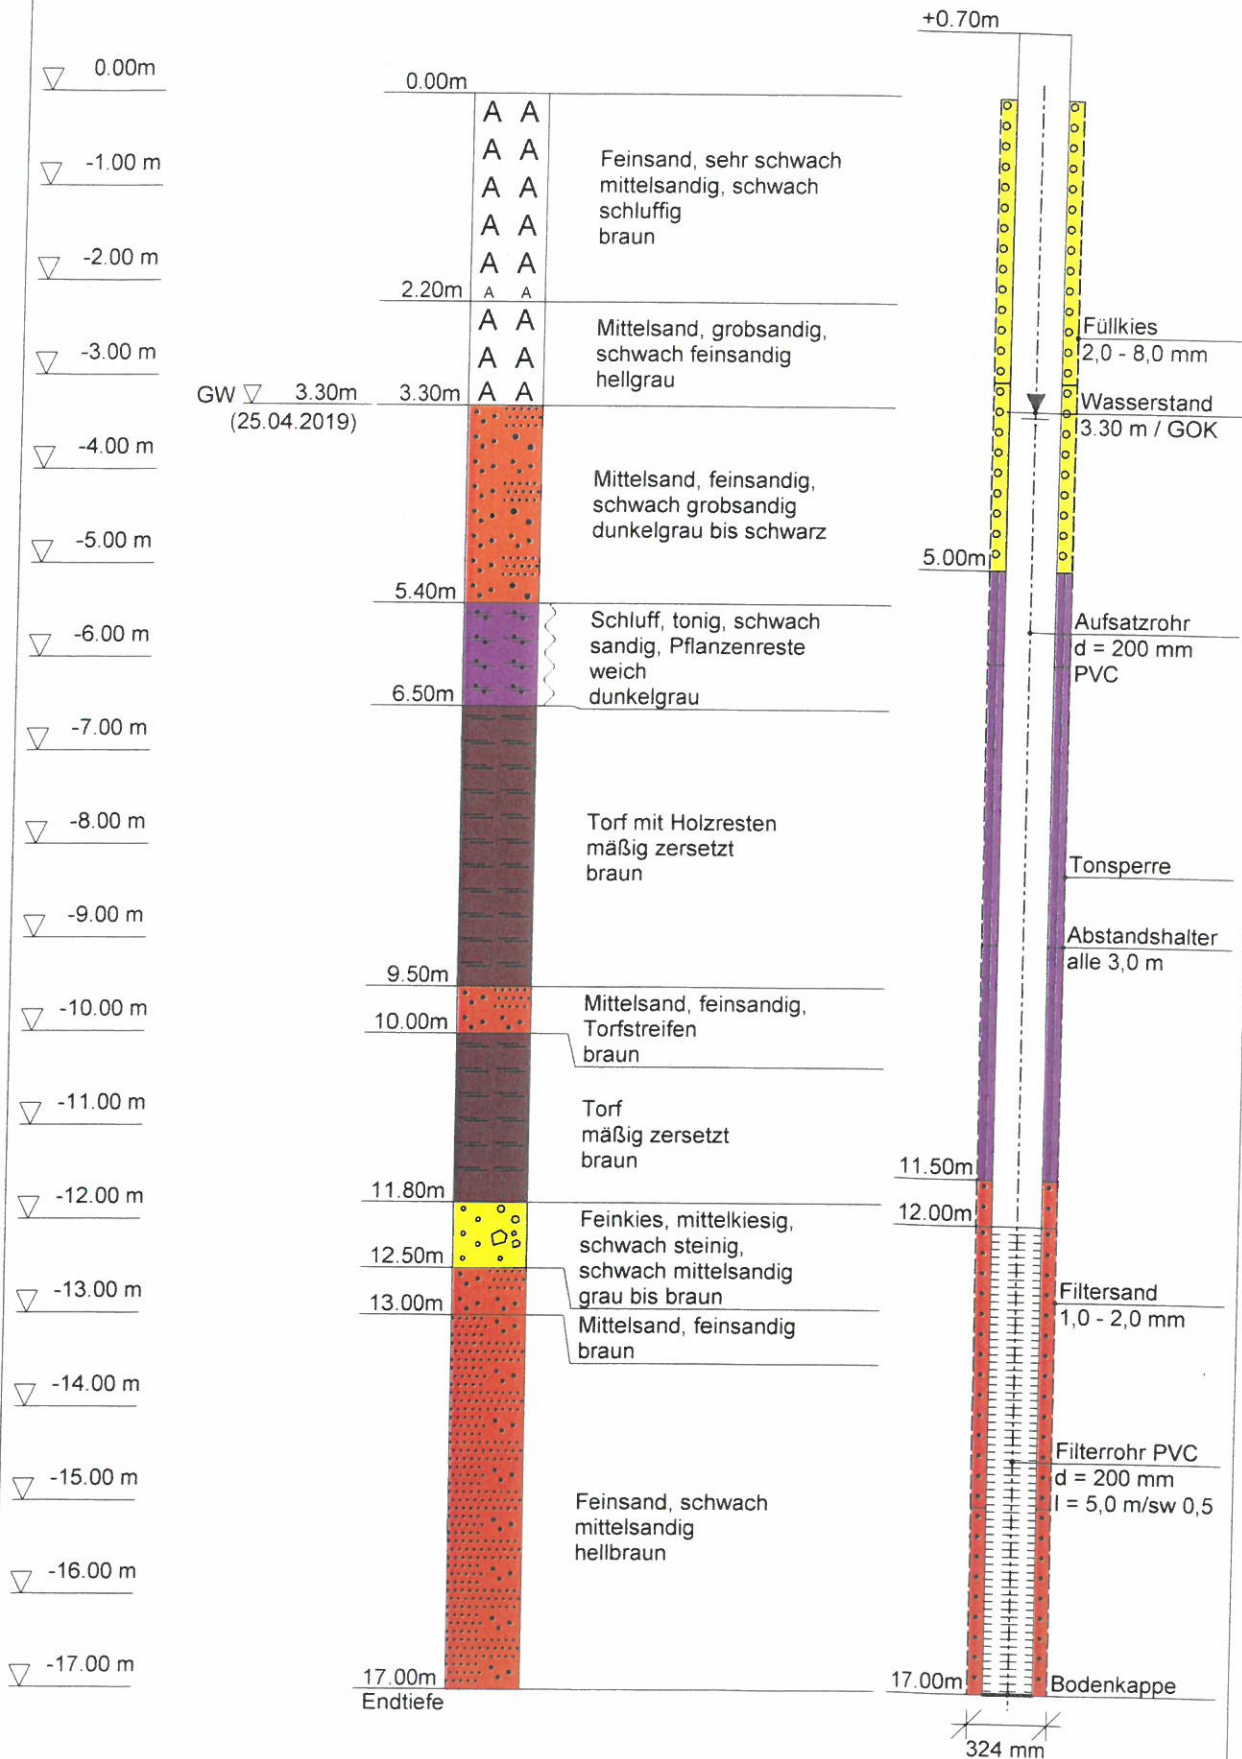 0.00m
-1.00 m
-2.00 m
-3.00 m
GW 3.30m
(25.04.2019)
-4.00 m
-5.00 m
-6.00 m
-7.00 m
-8.00 m
-9.00 m
-10.00 m
-11.00 m
-12.00 m
-13.00 m
-14.00 m
-15.00 m
-16.00 m
-17.00 m
0.00m
A A
A A
A A
A A
A A
A A
Feinsand, sehr schwach
mittelsandig, schwach
schluffig
braun
2.20m
A A
A A
A A
Mittelsand, grobsandig,
schwach feinsandig
hellgrau
3.30m
Mittelsand, feinsandig,
schwach grobsandig
dunkelgrau bis schwarz
5.40m
Schluff, tonig, schwach
sandig, Pflanzenreste
weich
dunkelgrau
6.50m
Torf mit Holzresten
mäßig zersetzt
braun
9.50m
Mittelsand, feinsandig,
Torfstreifen
braun
10.00m
Torf
mäßig zersetzt
braun
11.80m
Feinkies, mittelkiesig,
schwach steinig,
schwach mittelsandig
grau bis braun
12.50m
Mittelsand, feinsandig
braun
13.00m
Feinsand, schwach
mittelsandig
hellbraun
17.00m
Endtiefe
+0.70m
Füllkies
2,0 - 8,0 mm
Wasserstand
3.30 m / GOK
5.00m
Aufsatzrohr
d = 200 mm
PVC
Tonsperre
Abstandshalter
alle 3,0 m
11.50m
12.00m
Filtersand
1,0 - 2,0 mm
Filterrohr PVC
d = 200 mm
l = 5,0 m/sw 0,5
17.00m
Bodenkappe
324 mm